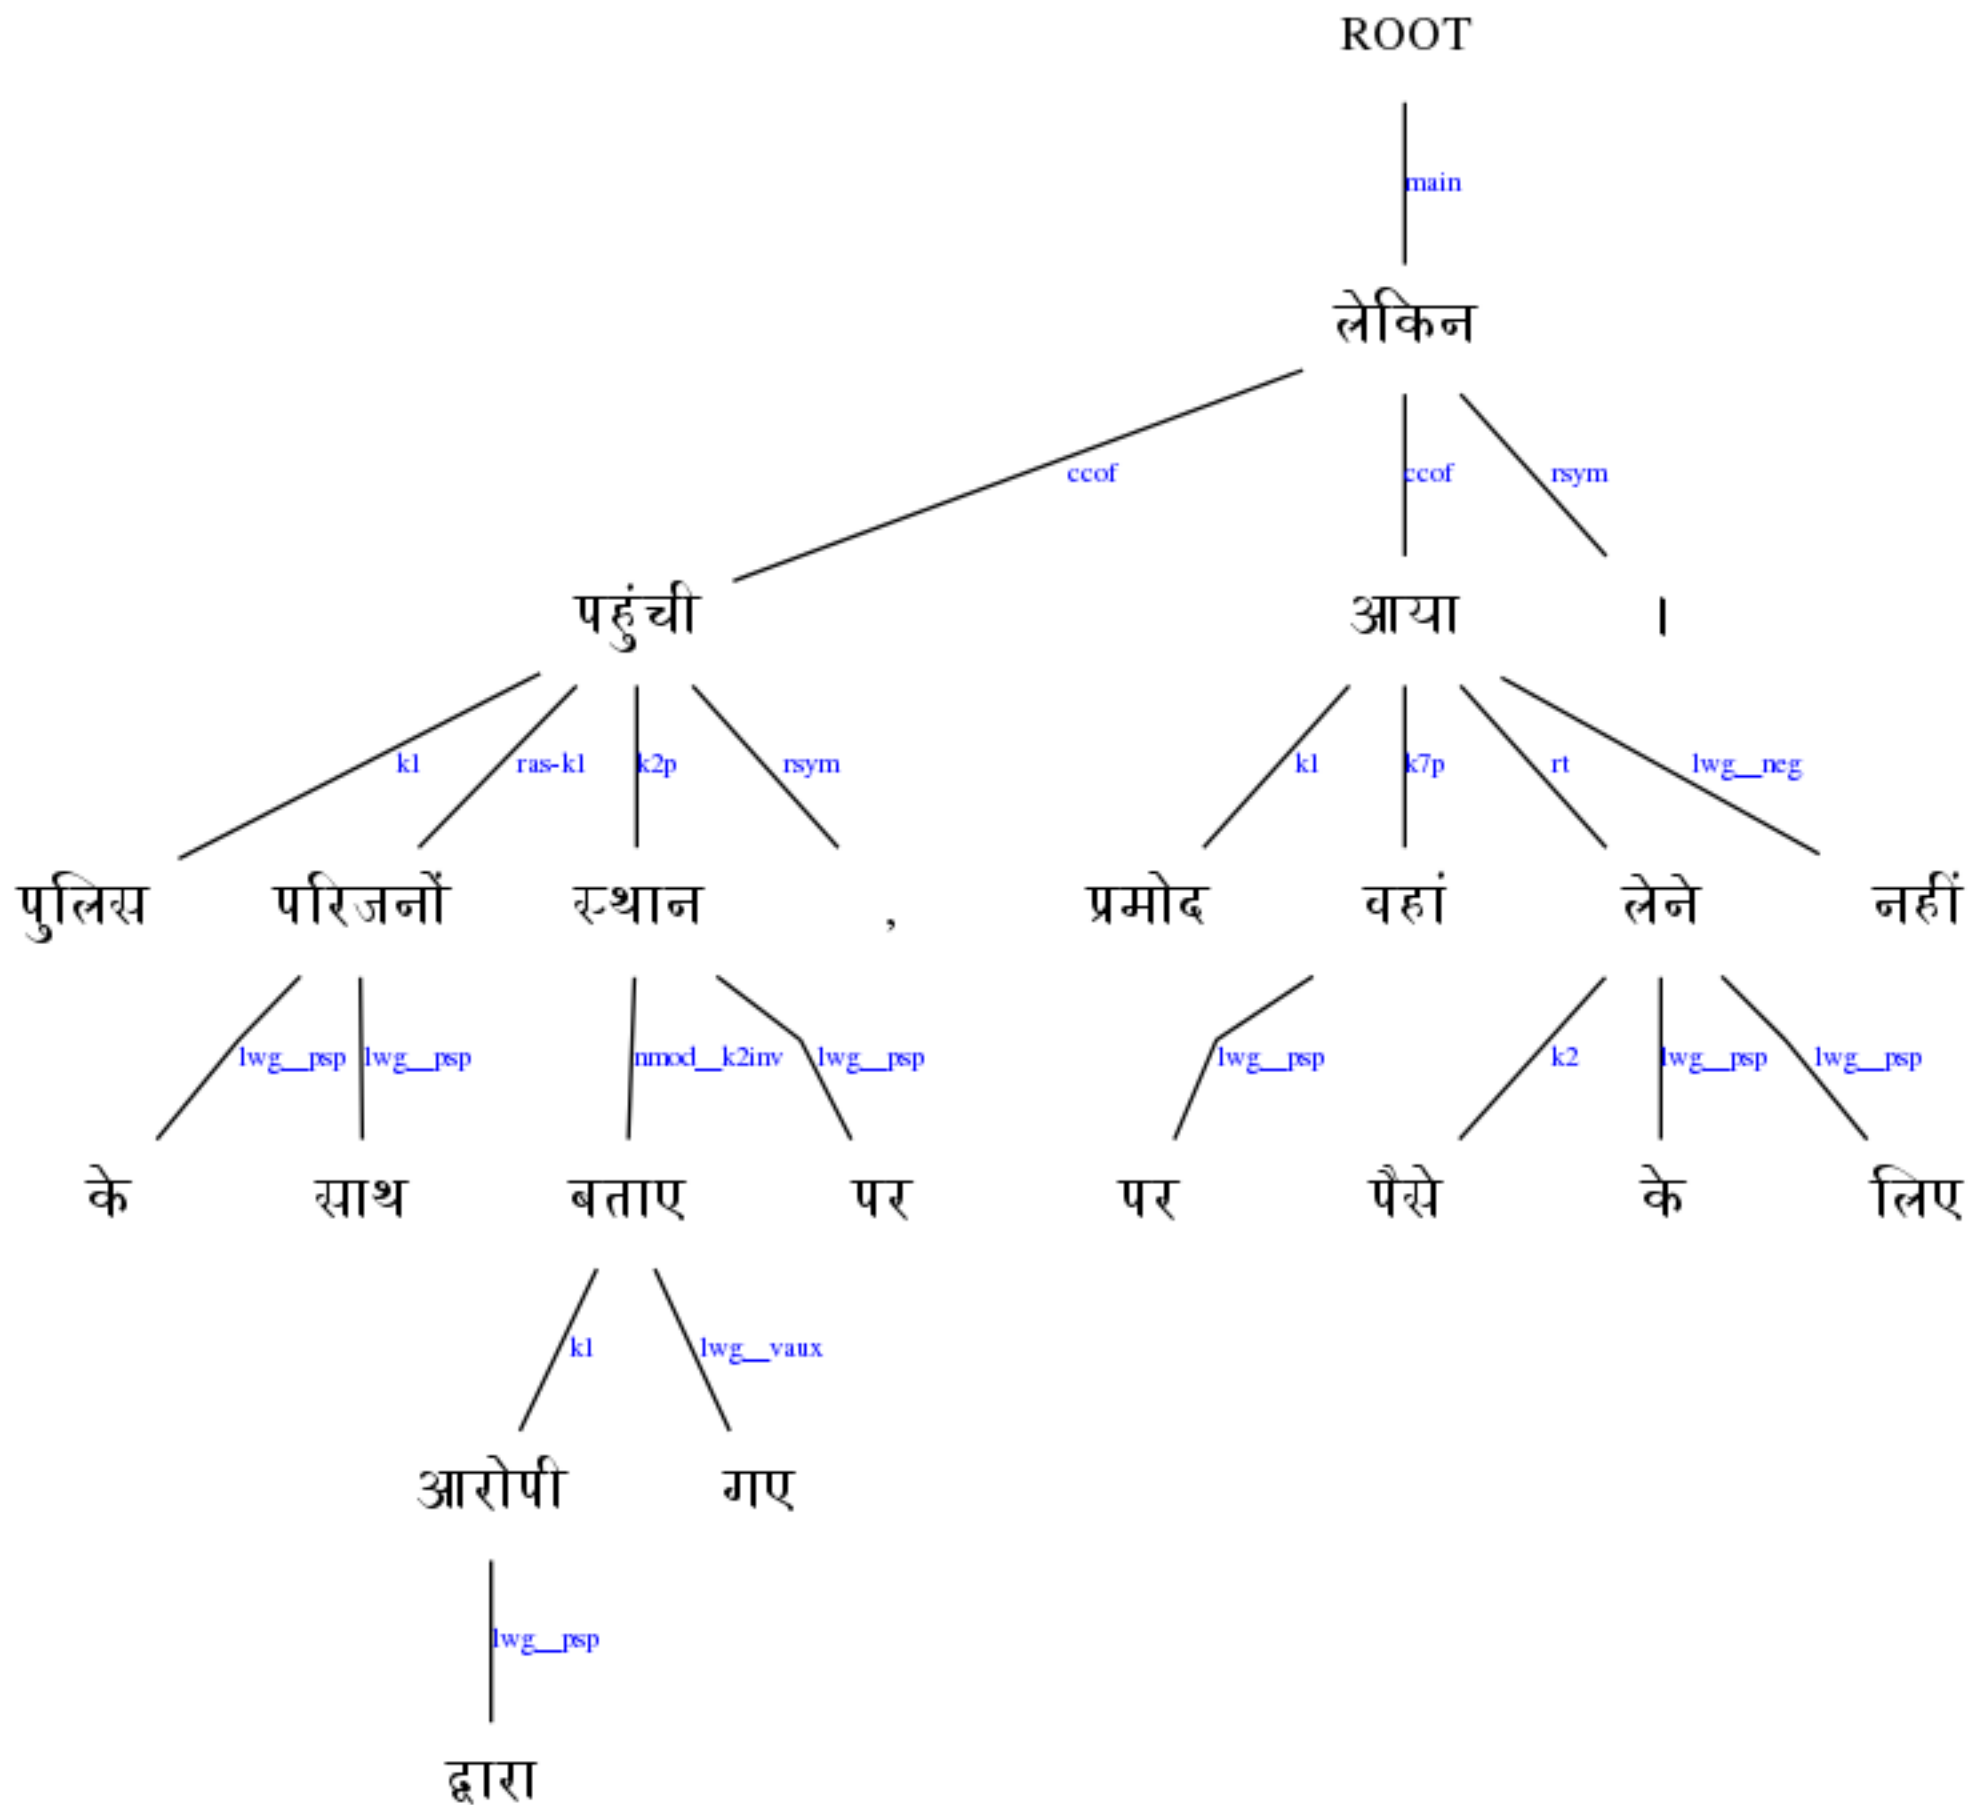 ROOT
main
लेकिन
ccof ccof rsym
पहुंची आया ।
k1 ras-k1 k2p rsym k1 k7p rt lwg__neg
पुलिस परिजनों स्थान , प्रमोद वहां लेने नहीं
lwg__psp lwg__psp nmod__k2inv lwg__psp lwg__psp k2 lwg__psp lwg__psp
के साथ बताए पर पर पैसे के लिए
k1 lwg__vaux
आरोपी गए
lwg__psp
द्वारा